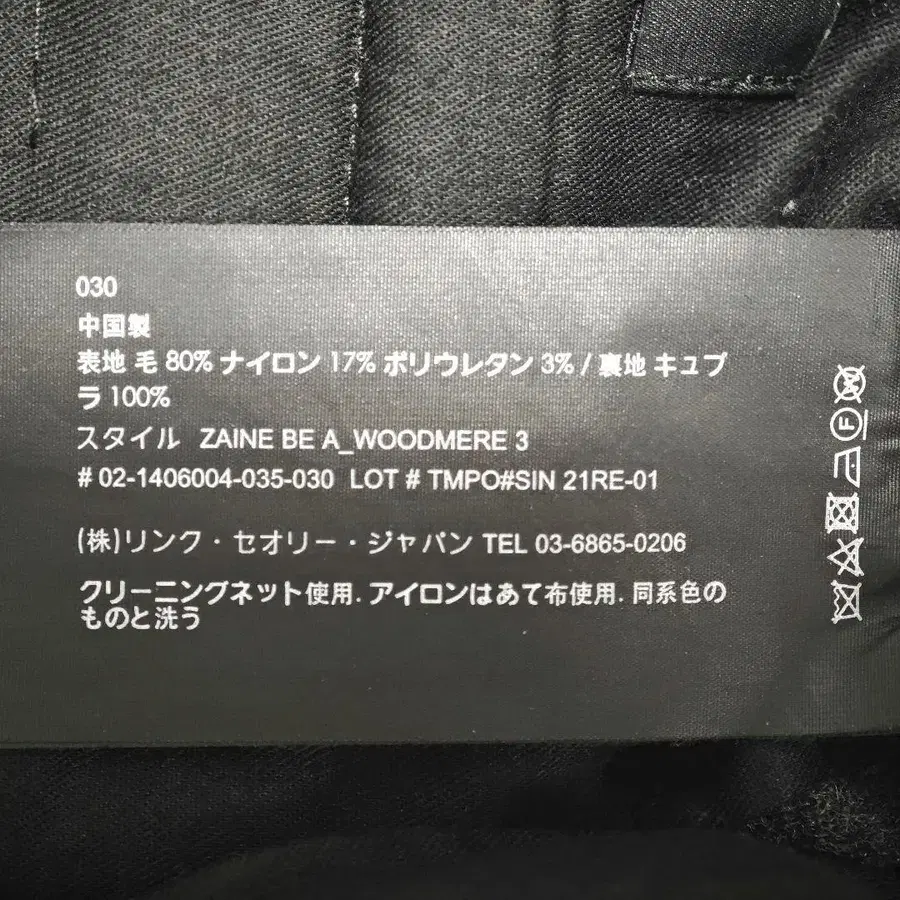 030
中国製
表地 毛 80% ナイロン 17% ポリウレタン 3% / 裏地 キュプ
ラ 100%
スタイル ZAINE BE A_WOODMERE 3
# 02-1406004-035-030 LOT # TMPO#SIN 21RE-01
(株)リンク・セオリー・ジャパン TEL 03-6865-0206
クリーニングネット使用. アイロンはあて布使用. 同系色の
ものと洗う
F